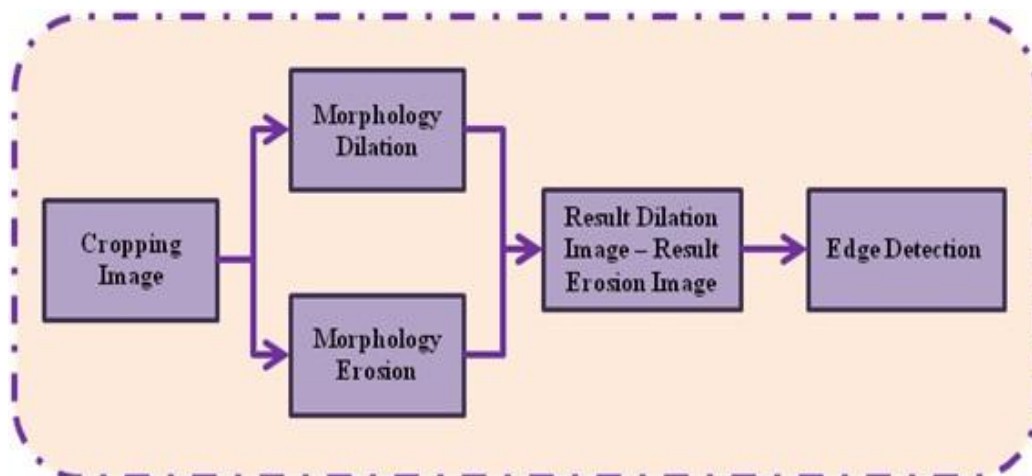 Cropping
Image
Morphology
Dilation
Morphology
Erosion
Result Dilation
Image – Result
Erosion Image
Edge Detection